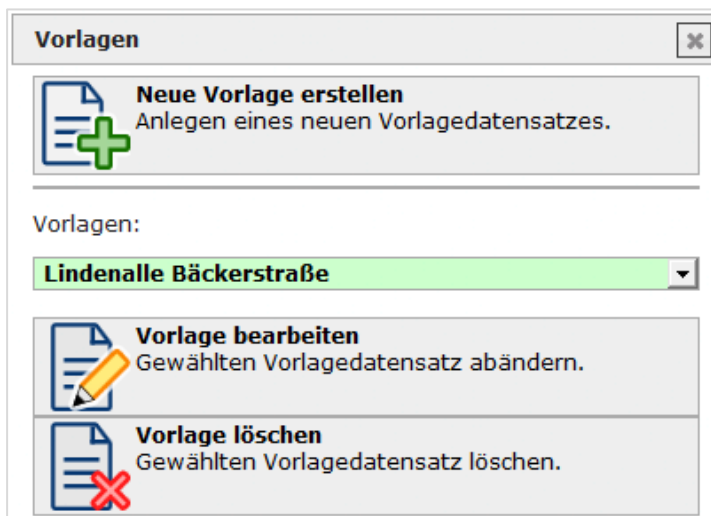 Vorlagen
Neue Vorlage erstellen
Anlegen eines neuen Vorlagedatensatzes.
Vorlagen:
Lindenalle Bäckerstraße
Vorlage bearbeiten
Gewählten Vorlagedatensatz abändern.
Vorlage löschen
Gewählten Vorlagedatensatz löschen.